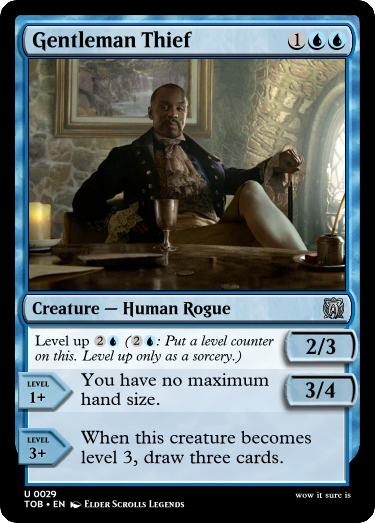 Gentleman Thief 1
Creature — Human Rogue
Level up 2 (2: Put a level counter
on this. Level up only as a sorcery.)
2/3
LEVEL
1+
You have no maximum
hand size.
3/4
LEVEL
3+
When this creature becomes
level 3, draw three cards.
U 0029
TOB • EN ELDER SCROLLS LEGENDS
wow it sure is